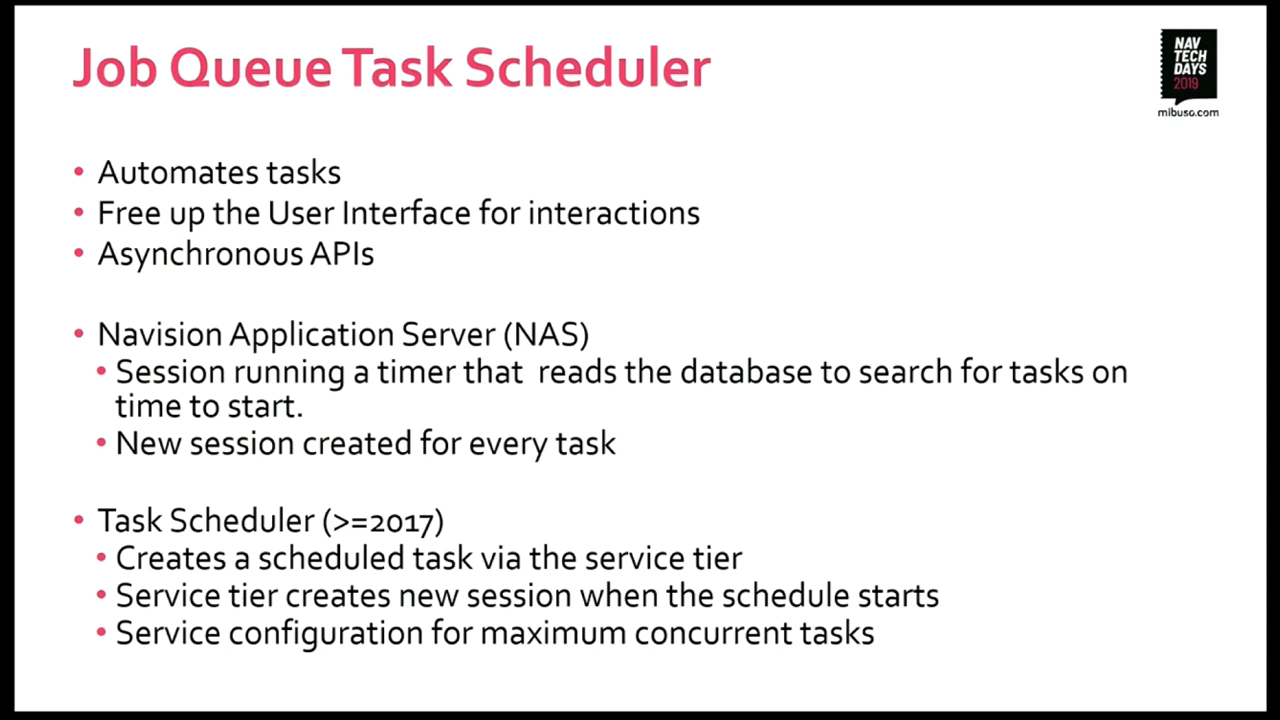 Job Queue Task Scheduler
NAV
TECH
DAYS
2019
mibuso.com
• Automates tasks
• Free up the User Interface for interactions
• Asynchronous APIs
• Navision Application Server (NAS)
• Session running a timer that  reads the database to search for tasks on
time to start.
• New session created for every task
• Task Scheduler (>=2017)
• Creates a scheduled task via the service tier
• Service tier creates new session when the schedule starts
• Service configuration for maximum concurrent tasks